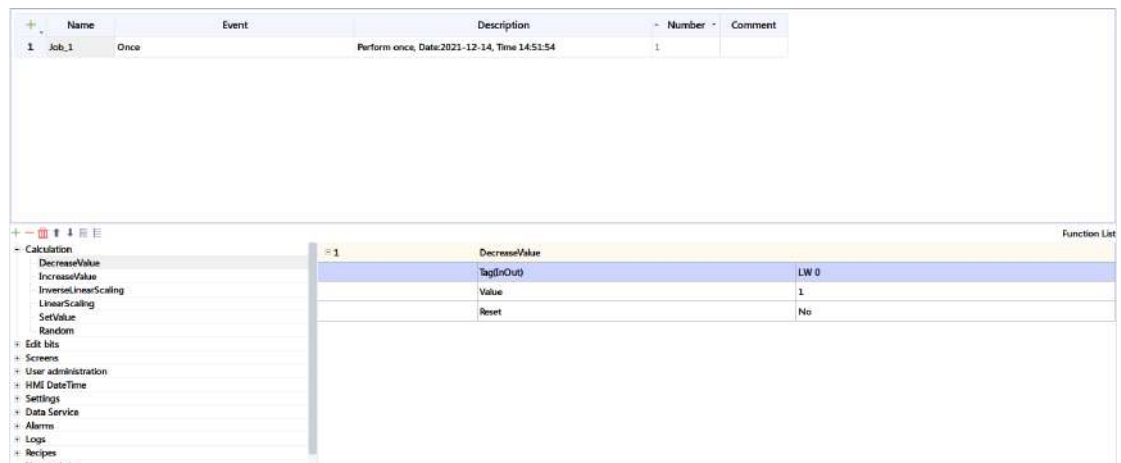 Name Event Description Number Comment
1 Job_1 Once Perform once, Date:2021-12-14, Time 14:51:54 1
Function List
Calculation
DecreaseValue
IncreaseValue
InverseLinearScaling
LinearScaling
SetValue
Random
Edit bits
Screens
User administration
HMI DateTime
Settings
Data Service
Alarms
Logs
Recipes
1 DecreaseValue
Tag(InOut) LW 0
Value 1
Reset No